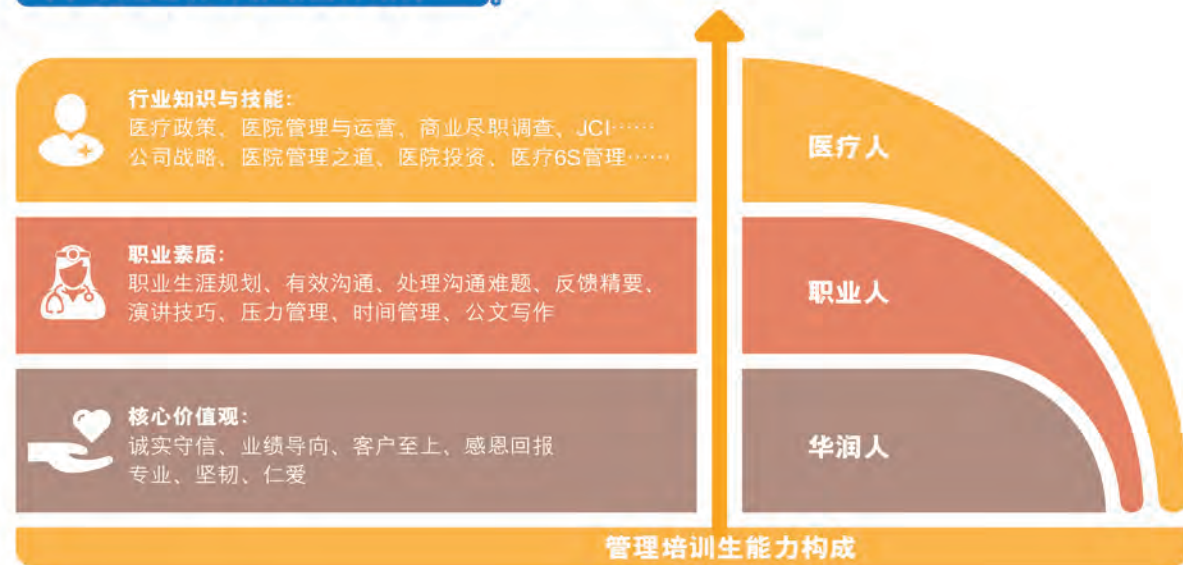 行业知识与技能：
医疗政策、医院管理与运营、商业尽职调查、JCI……
公司战略、医院管理之道、医院投资、医疗6S管理……
医疗人
职业素质：
职业生涯规划、有效沟通、处理沟通难题、反馈精要、
演讲技巧、压力管理、时间管理、公文写作
职业人
核心价值观：
诚实守信、业绩导向、客户至上、感恩回报
专业、坚韧、仁爱
华润人
管理培训生能力构成